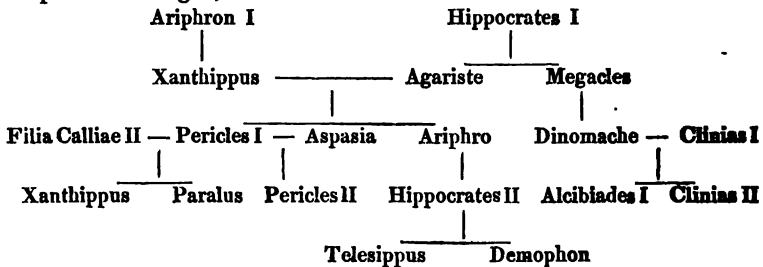 Ariphron I Hippocrates I
Xanthippus Agariste Megacles
Filia Calliae II — Pericles I — Aspasia Ariphro Dinomache — Clinias I
Xanthippus Paralus Pericles II Hippocrates II Alcibiades I Clinias II
Telesippus Demophon